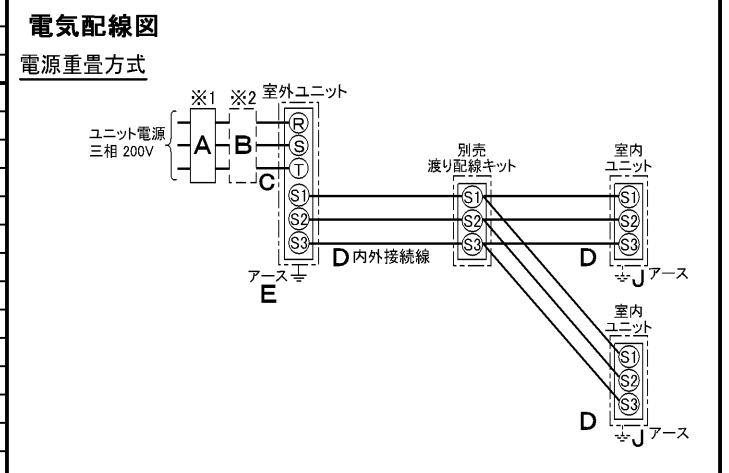 電気配線図
電源重畳方式
※1 ※2 室外ユニット
ユニット電源
三相 200V
A B
C
R
S
T
S1
S2
S3
アース
E
D 内外接続線
別売
渡り配線キット
S1
S2
S3
室内
ユニット
S1
S2
S3
D
J アース
室内
ユニット
S1
S2
S3
D
J アース